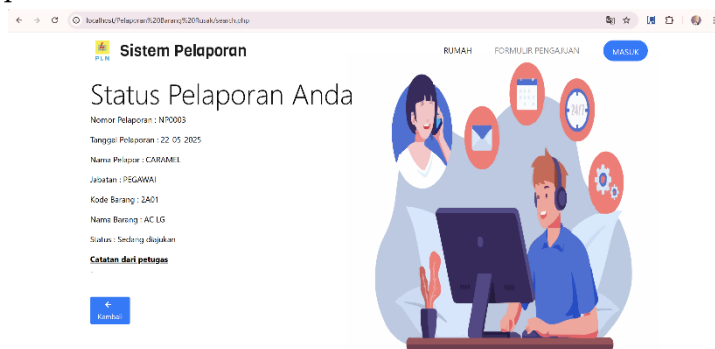 localhost/Pelaporan%20Barang%20Rusak/search.php
PLN
Sistem Pelaporan
RUMAH
FORMULIR PENGAJUAN
MASUK
Status Pelaporan Anda
Nomor Pelaporan : NP0003
Tanggal Pelaporan : 22-05-2025
Nama Pelapor : CARAMEL
Jabatan : PEGAWAI
Kode Barang : 2A01
Nama Barang : AC LG
Status : Sedang diajukan
Catatan dari petugas
-
Kembali
24/7